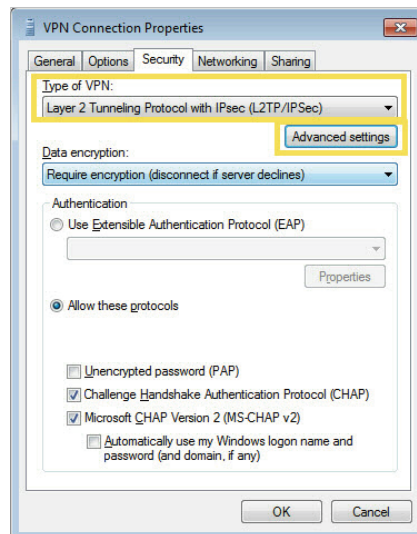 VPN Connection Properties
General Options Security Networking Sharing
Type of VPN:
Layer 2 Tunneling Protocol with IPsec (L2TP/IPSec)
Advanced settings
Data encryption:
Require encryption (disconnect if server declines)
Authentication
Use Extensible Authentication Protocol (EAP)
Properties
Allow these protocols
Unencrypted password (PAP)
Challenge Handshake Authentication Protocol (CHAP)
Microsoft CHAP Version 2 (MS-CHAP v2)
Automatically use my Windows logon name and
password (and domain, if any)
OK Cancel